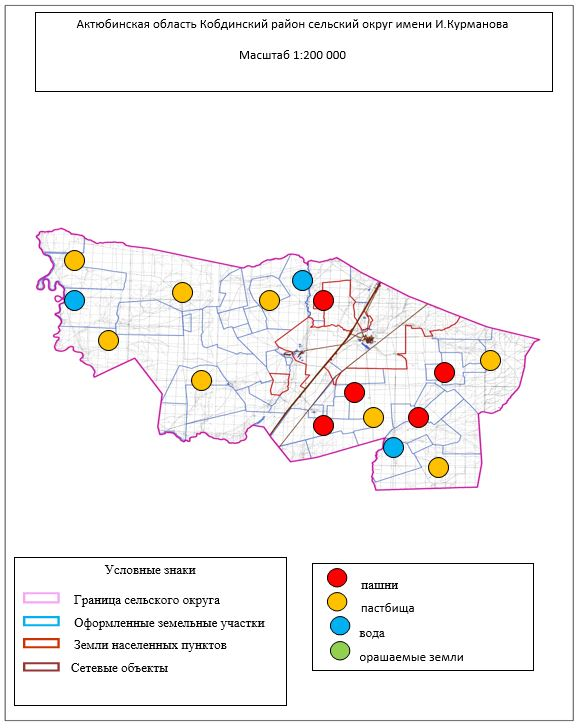 Актюбинская область Кобдинский район сельский округ имени И.Курманова
Масштаб 1:200 000
Условные знаки
Граница сельского округа
Оформленные земельные участки
Земли населенных пунктов
Сетевые объекты
пашни
пастбища
вода
орашаемые земли